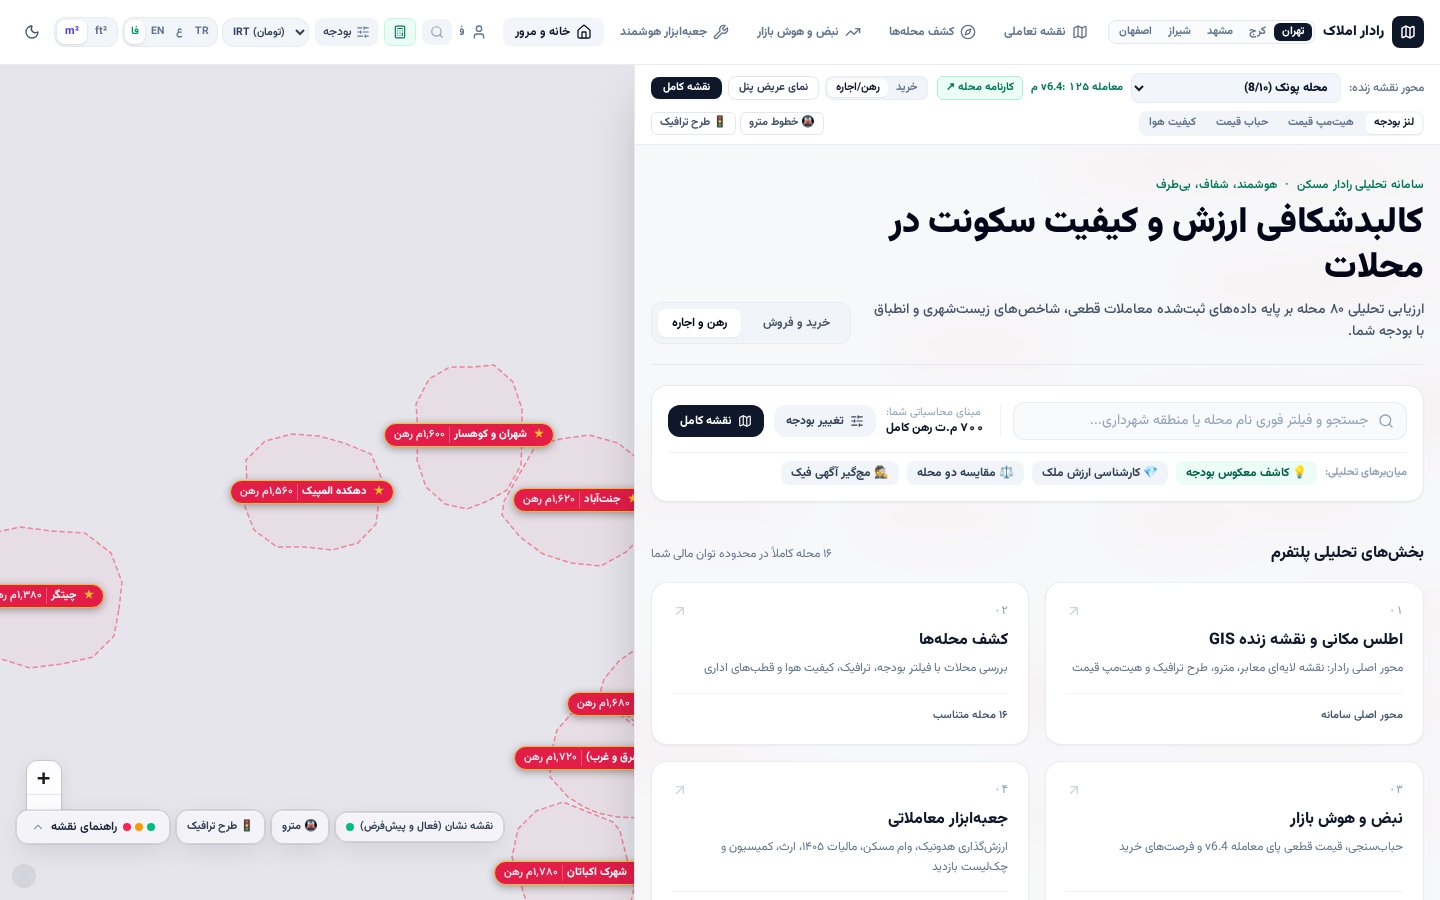 رادار املاک
تهران کرج مشهد شیراز اصفهان
نقشه تعاملی
کشف محله‌ها
نبض و هوش بازار
جعبه‌ابزار هوشمند
خانه و مرور
بودجه
IRT (تومان)
TR EN ع فا
ft² m²
محور نقشه زنده:
محله پونک (8/10)
v6.4: ۱۲۵ معامله م
کارنامه محله ↗
خرید رهن/اجاره
نمای عریض پنل
نقشه کامل
لنز بودجه هیت‌مپ قیمت حباب قیمت کیفیت هوا
🚇 خطوط مترو
🚦 طرح ترافیک
سامانه تحلیلی رادار مسکن · هوشمند، شفاف، بی‌طرف
کالبدشکافی ارزش و کیفیت سکونت در
محلات
ارزیابی تحلیلی ۸۰ محله بر پایه داده‌های ثبت‌شده معاملات قطعی، شاخص‌های زیست‌شهری و انطباق
با بودجه شما.
خرید و فروش رهن و اجاره
جستجو و فیلتر فوری نام محله یا منطقه شهرداری...
مبنای محاسباتی شما:
۷۰۰ م.ت رهن کامل
تغییر بودجه
نقشه کامل
میان‌برهای تحلیلی:
💡 کاشف معکوس بودجه
💎 کارشناسی ارزش ملک
⚖️ مقایسه دو محله
🕵️ مچ‌گیر آگهی فیک
بخش‌های تحلیلی پلتفرم
۱۶ محله کاملاً در محدوده توان مالی شما
۰۱
اطلس مکانی و نقشه زنده GIS
محور اصلی رادار: نقشه لایه‌ای معابر، مترو، طرح ترافیک و هیت‌مپ قیمت
محور اصلی سامانه
۰۲
کشف محله‌ها
بررسی محلات با فیلتر بودجه، ترافیک، کیفیت هوا و قطب‌های اداری
۱۶ محله متناسب
۰۳
نبض و هوش بازار
حباب‌سنجی، قیمت قطعی پای معامله v6.4 و فرصت‌های خرید
۰۴
جعبه‌ابزار معاملاتی
ارزش‌گذاری هدونیک، وام مسکن، مالیات ۱۴۰۵، ارث، کمیسیون و
چک‌لیست بازدید
★ شهران و کوهسار ۱,۶۰۰م رهن
★ دهکده المپیک ۱,۵۶۰م رهن
★ جنت‌آباد ۱,۶۲۰م رهن
★ چیتگر ۱,۳۸۰م
۱,۶۸۰م رهن
و غرب) ۱,۷۲۰م رهن
شهرک اکباتان ۱,۷۸۰م رهن
+
نقشه نشان (فعال و پیش‌فرض)
🚇 مترو
🚦 طرح ترافیک
راهنمای نقشه